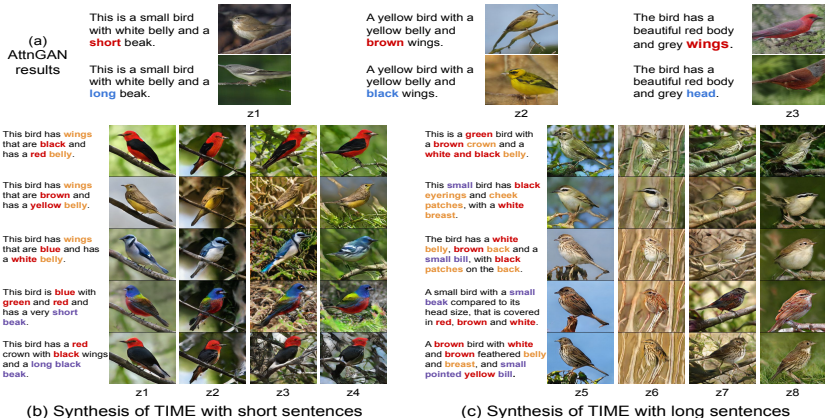 (a)
AttnGAN
results
This is a small bird
with white belly and a
short beak.
This is a small bird
with white belly and a
long beak.
z1
A yellow bird with a
yellow belly and
brown wings.
A yellow bird with a
yellow belly and
black wings.
z2
The bird has a
beautiful red body
and grey wings.
The bird has a
beautiful red body
and grey head.
z3
This bird has wings
that are black and
has a red belly.
This bird has wings
that are brown and
has a yellow belly.
This bird has wings
that are blue and has
a white belly.
This bird is blue with
green and red and
has a very short
beak.
This bird has a red
crown with black wings
and a long black
beak.
z1 z2 z3 z4
(b) Synthesis of TIME with short sentences
This is a green bird with
a brown crown and a
white and black belly.
This small bird has black
eyerings and cheek
patches, with a white
breast.
The bird has a white
belly, brown back and a
small bill, with black
patches on the back.
A small bird with a small
beak compared to its
head size, that is covered
in red, brown and white.
A brown bird with white
and brown feathered belly
and breast, and small
pointed yellow bill.
z5 z6 z7 z8
(c) Synthesis of TIME with long sentences